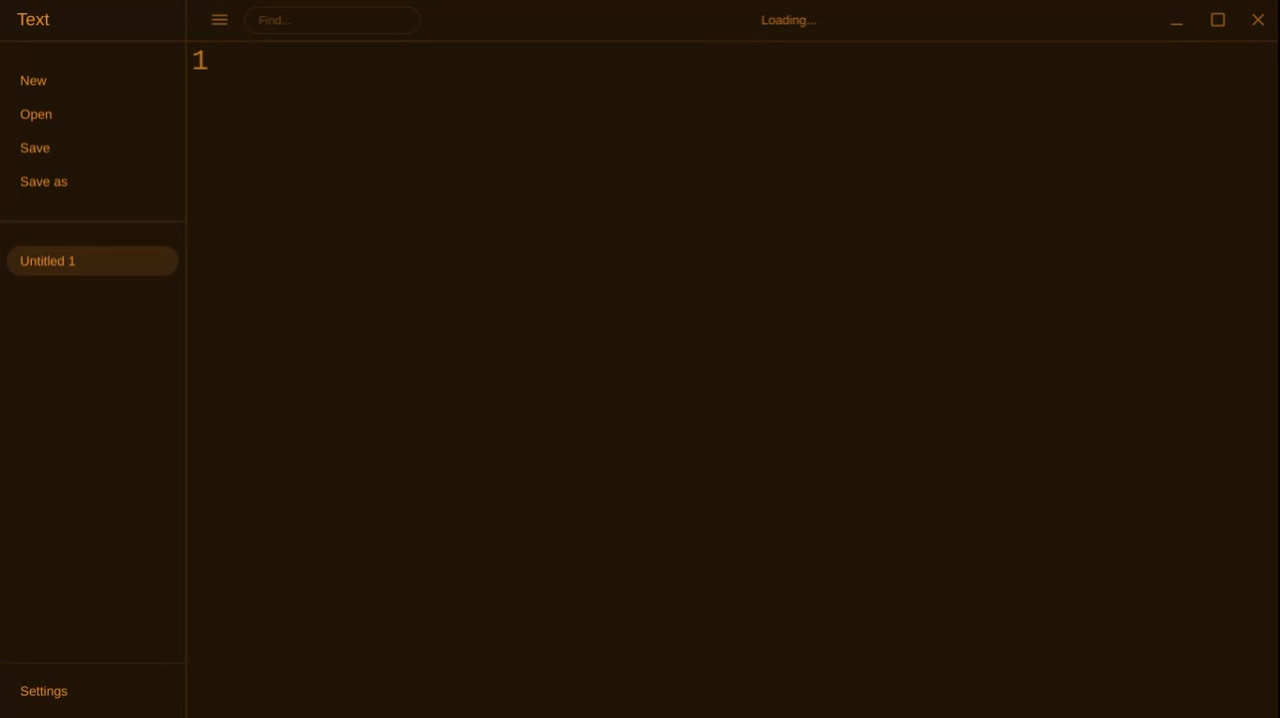 Text
Find...
Loading...
1
New
Open
Save
Save as
Untitled 1
Settings